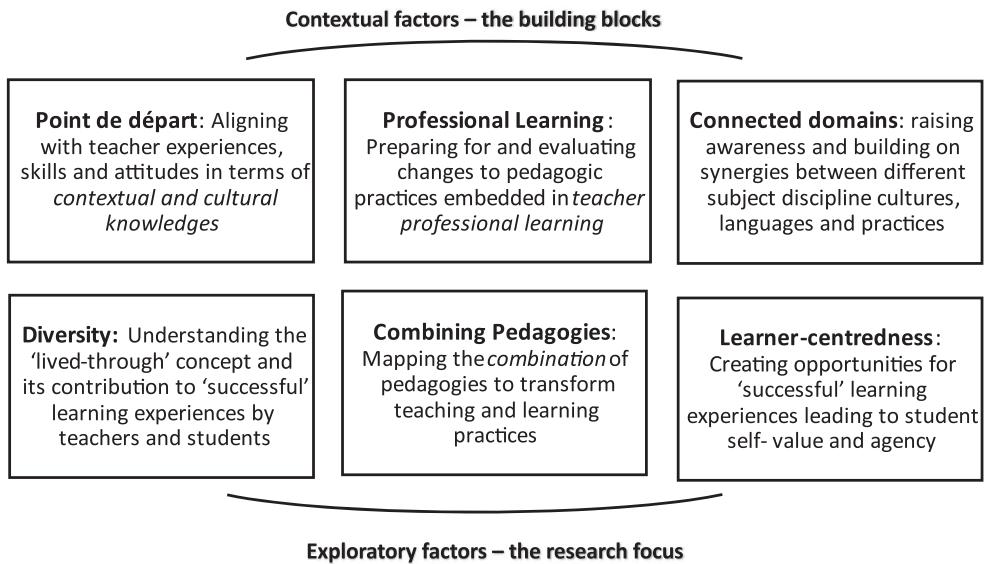 Contextual factors – the building blocks
Point de départ: Aligning
with teacher experiences,
skills and attitudes in terms of
contextual and cultural
knowledges
Professional Learning :
Preparing for and evaluating
changes to pedagogic
practices embedded in teacher
professional learning
Connected domains: raising
awareness and building on
synergies between different
subject discipline cultures,
languages and practices
Diversity: Understanding the
‘lived-through’ concept and
its contribution to ‘successful’
learning experiences by
teachers and students
Combining Pedagogies:
Mapping the combination of
pedagogies to transform
teaching and learning
practices
Learner-centredness :
Creating opportunities for
‘successful’ learning
experiences leading to student
self- value and agency
Exploratory factors – the research focus